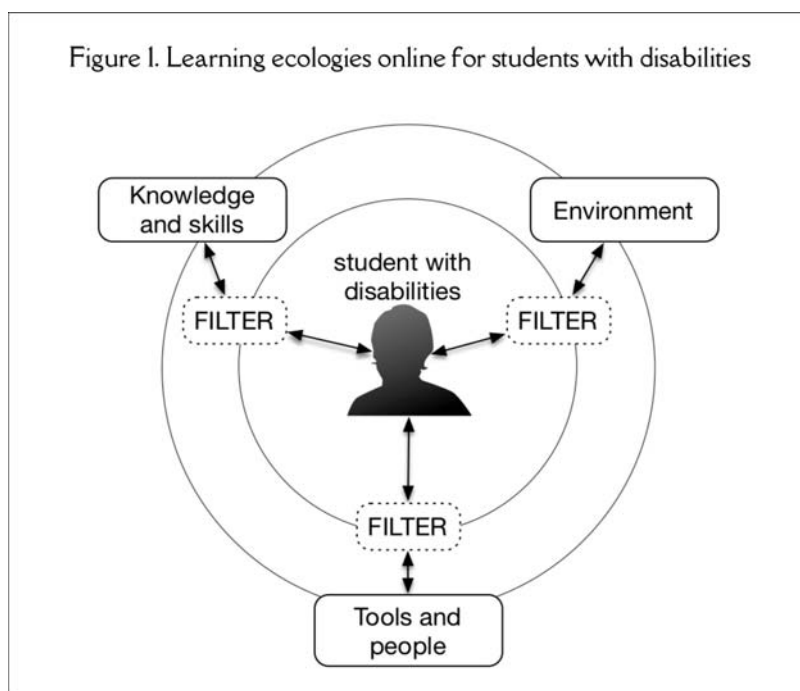 Figure 1. Learning ecologies online for students with disabilities
Knowledge
and skills
Environment
student with
disabilities
FILTER
FILTER
FILTER
Tools and
people